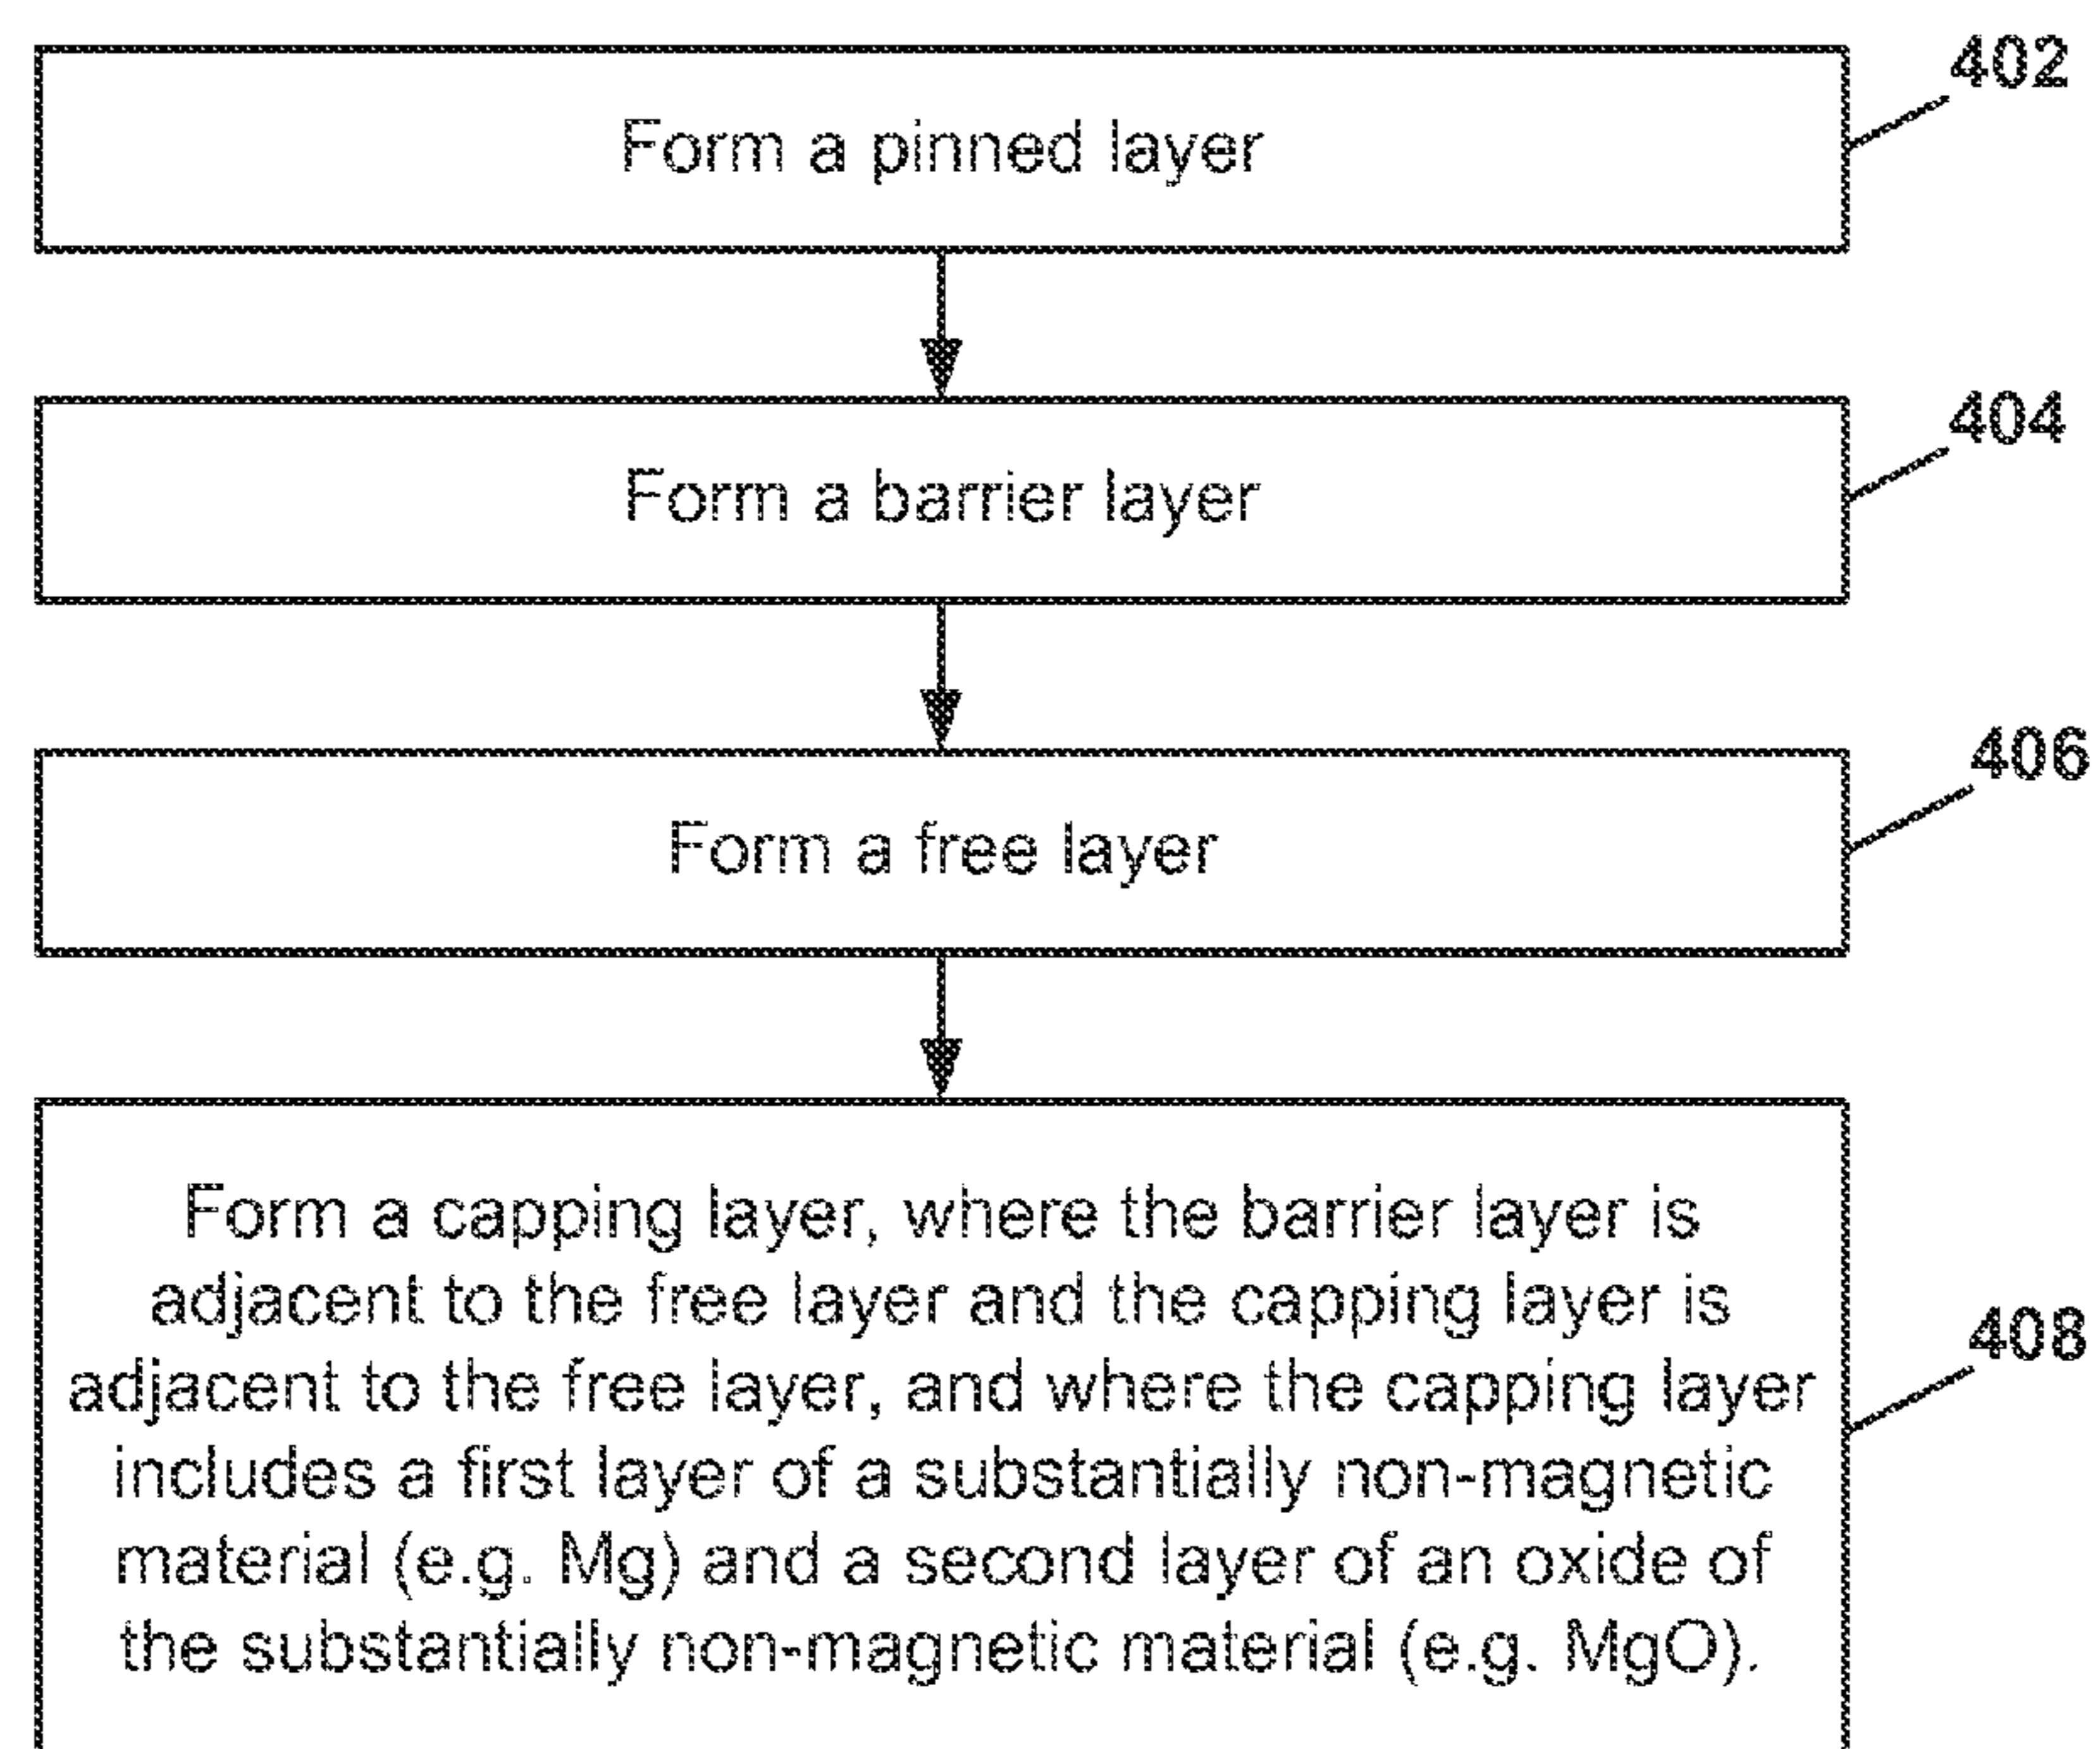 402
Form a pinned layer
404
Form a barrier layer
406
Form a free layer
Form a capping layer, where the barrier layer is
adjacent to the free layer and the capping layer is
408
adjacent to the free layer, and where the capping layer
includes a first layer of a substantially non-magnetic
material (e.g. Mg) and a second layer of an oxide of
the substantially non-magnetic material (e.g. MgO).